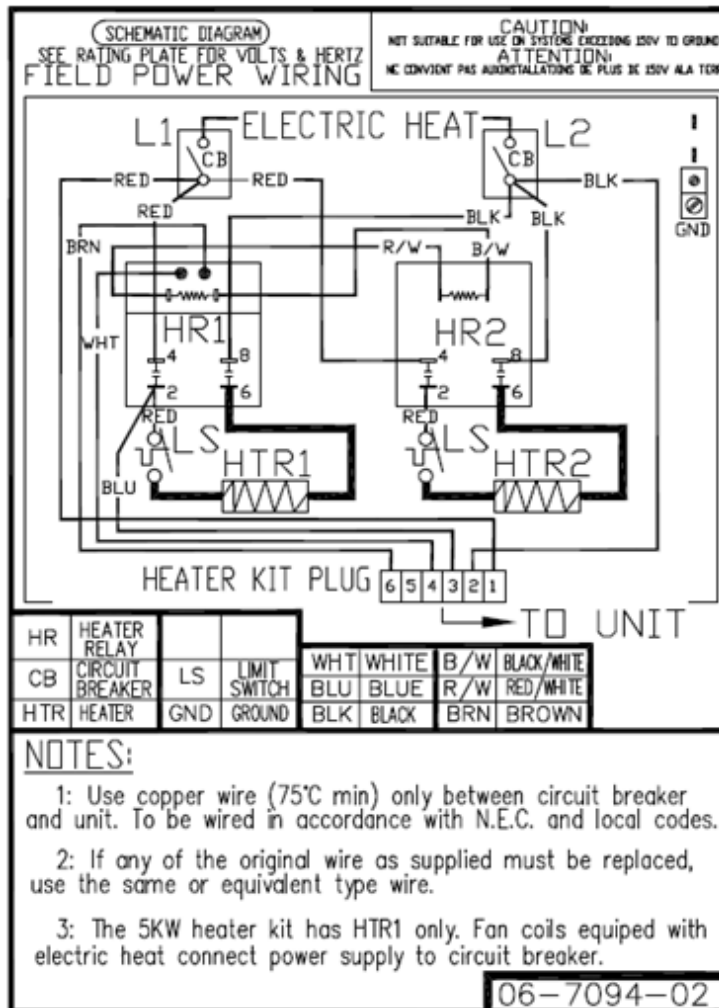 (SCHEMATIC DIAGRAM)
SEE RATING PLATE FOR VOLTS & HERTZ
FIELD POWER WIRING
CAUTION:
NOT SUITABLE FOR USE ON SYSTEMS EXCEEDING 150V TO GROUND
ATTENTION:
NE CONVIENT PAS AUXINSTALLATIONS DE PLUS DE 150V ALA TER
L1 ELECTRIC HEAT L2
CB CB
RED RED BLK
RED BLK BLK
GND
BRN R/W B/W
HR1 HR2
WHT
4 8 4 8
2 6 2 6
RED RED
LS LS
HTR1 HTR2
BLU
HEATER KIT PLUG 6 5 4 3 2 1
TO UNIT
HR HEATER RELAY
CB CIRCUIT BREAKER LS LIMIT SWITCH WHT WHITE B/W BLACK/WHITE
BLU BLUE R/W RED/WHITE
HTR HEATER GND GROUND BLK BLACK BRN BROWN
NOTES:
1: Use copper wire (75°C min) only between circuit breaker
and unit. To be wired in accordance with N.E.C. and local codes.
2: If any of the original wire as supplied must be replaced,
use the same or equivalent type wire.
3: The 5KW heater kit has HTR1 only. Fan coils equiped with
electric heat connect power supply to circuit breaker.
06-7094-02